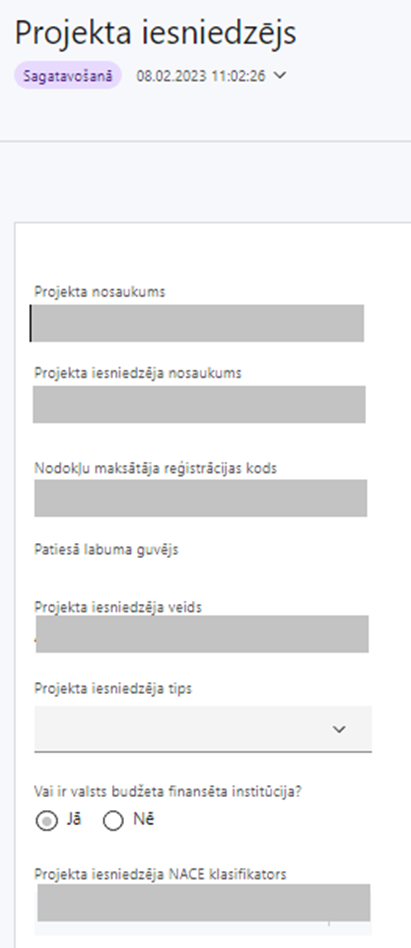 Projekta iesniedzējs
Sagatavošanā 08.02.2023 11:02:26
Projekta nosaukums
Projekta iesniedzēja nosaukums
Nodokļu maksātāja reģistrācijas kods
Patiesā labuma guvējs
Projekta iesniedzēja veids
Projekta iesniedzēja tips
Vai ir valsts budžeta finansēta institūcija?
Jā Nē
Projekta iesniedzēja NACE klasifikators